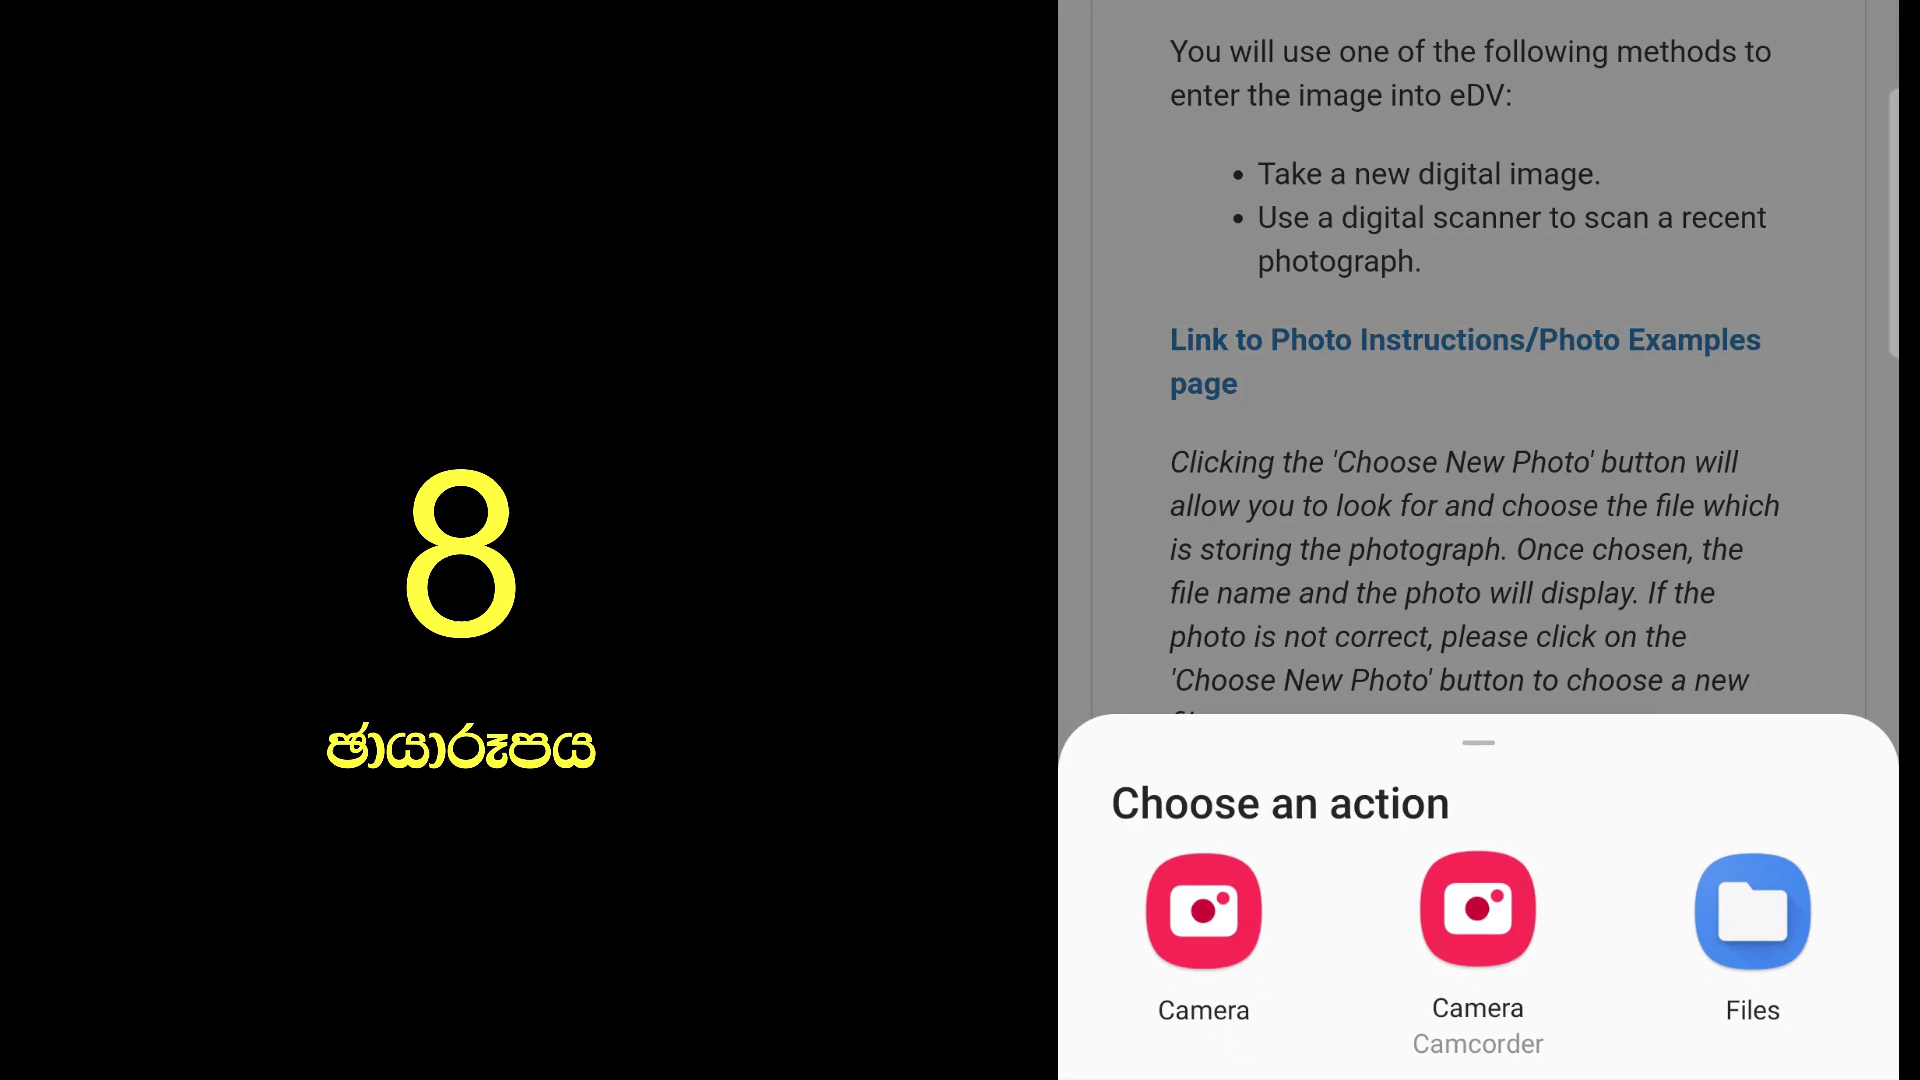 8
ඡායාරූපය
You will use one of the following methods to
enter the image into eDV:
• Take a new digital image.
• Use a digital scanner to scan a recent
photograph.
Link to Photo Instructions/Photo Examples
page
Clicking the 'Choose New Photo' button will
allow you to look for and choose the file which
is storing the photograph. Once chosen, the
file name and the photo will display. If the
photo is not correct, please click on the
'Choose New Photo' button to choose a new
Choose an action
Camera
Camera
Camcorder
Files